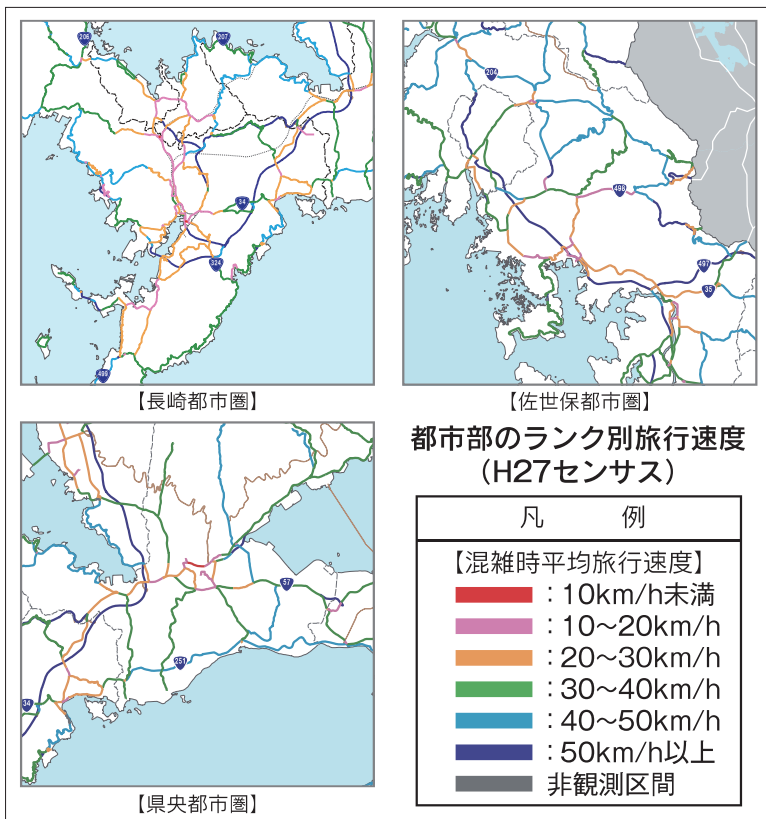 206
207
34
324
499
【長崎都市圏】
204
498
497
35
【佐世保都市圏】
57
251
34
【県央都市圏】
都市部のランク別旅行速度
（H27センサス）
凡　例
【混雑時平均旅行速度】
：10km/h未満
：10～20km/h
：20～30km/h
：30～40km/h
：40～50km/h
：50km/h以上
非観測区間